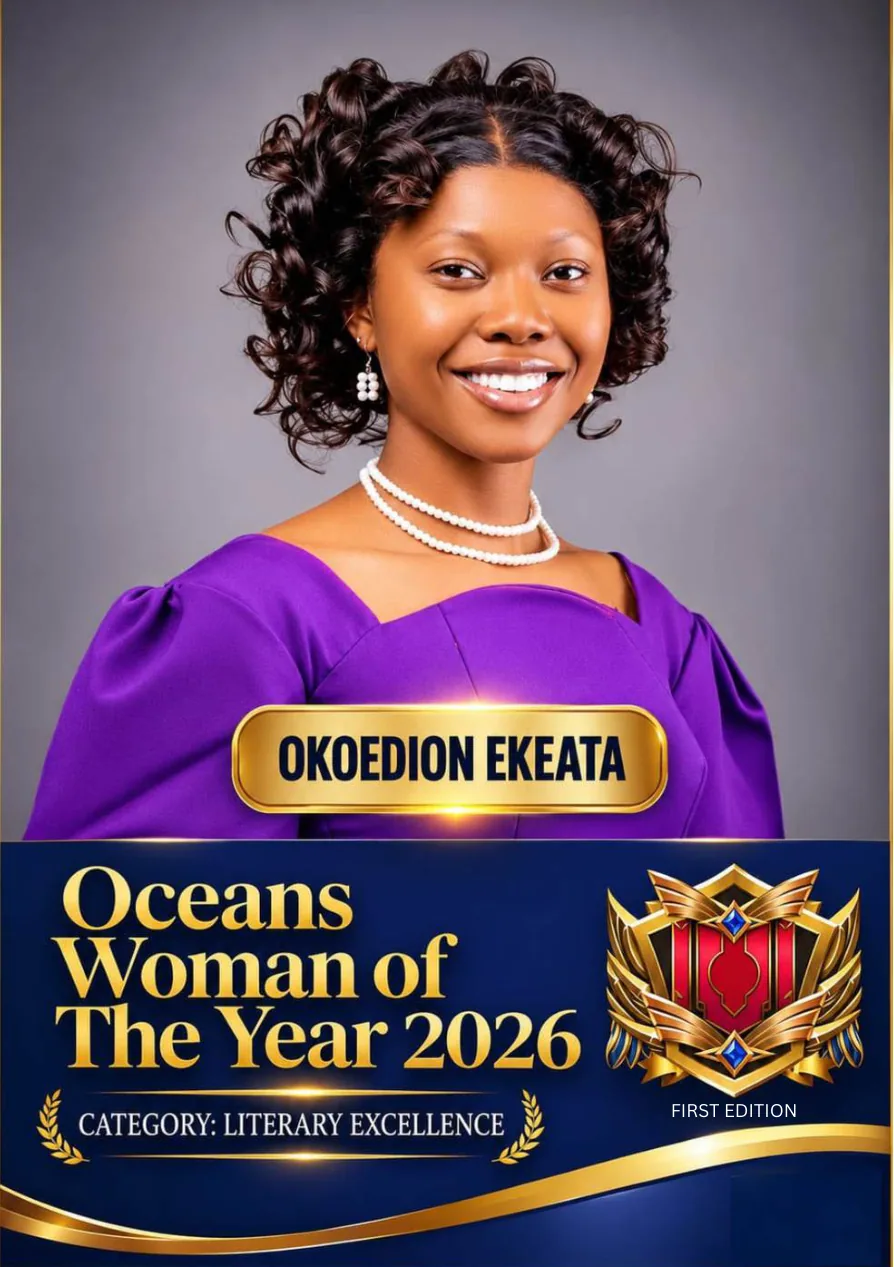 OKOEDION EKEATA
Oceans
Woman of
The Year 2026
CATEGORY: LITERARY EXCELLENCE
FIRST EDITION